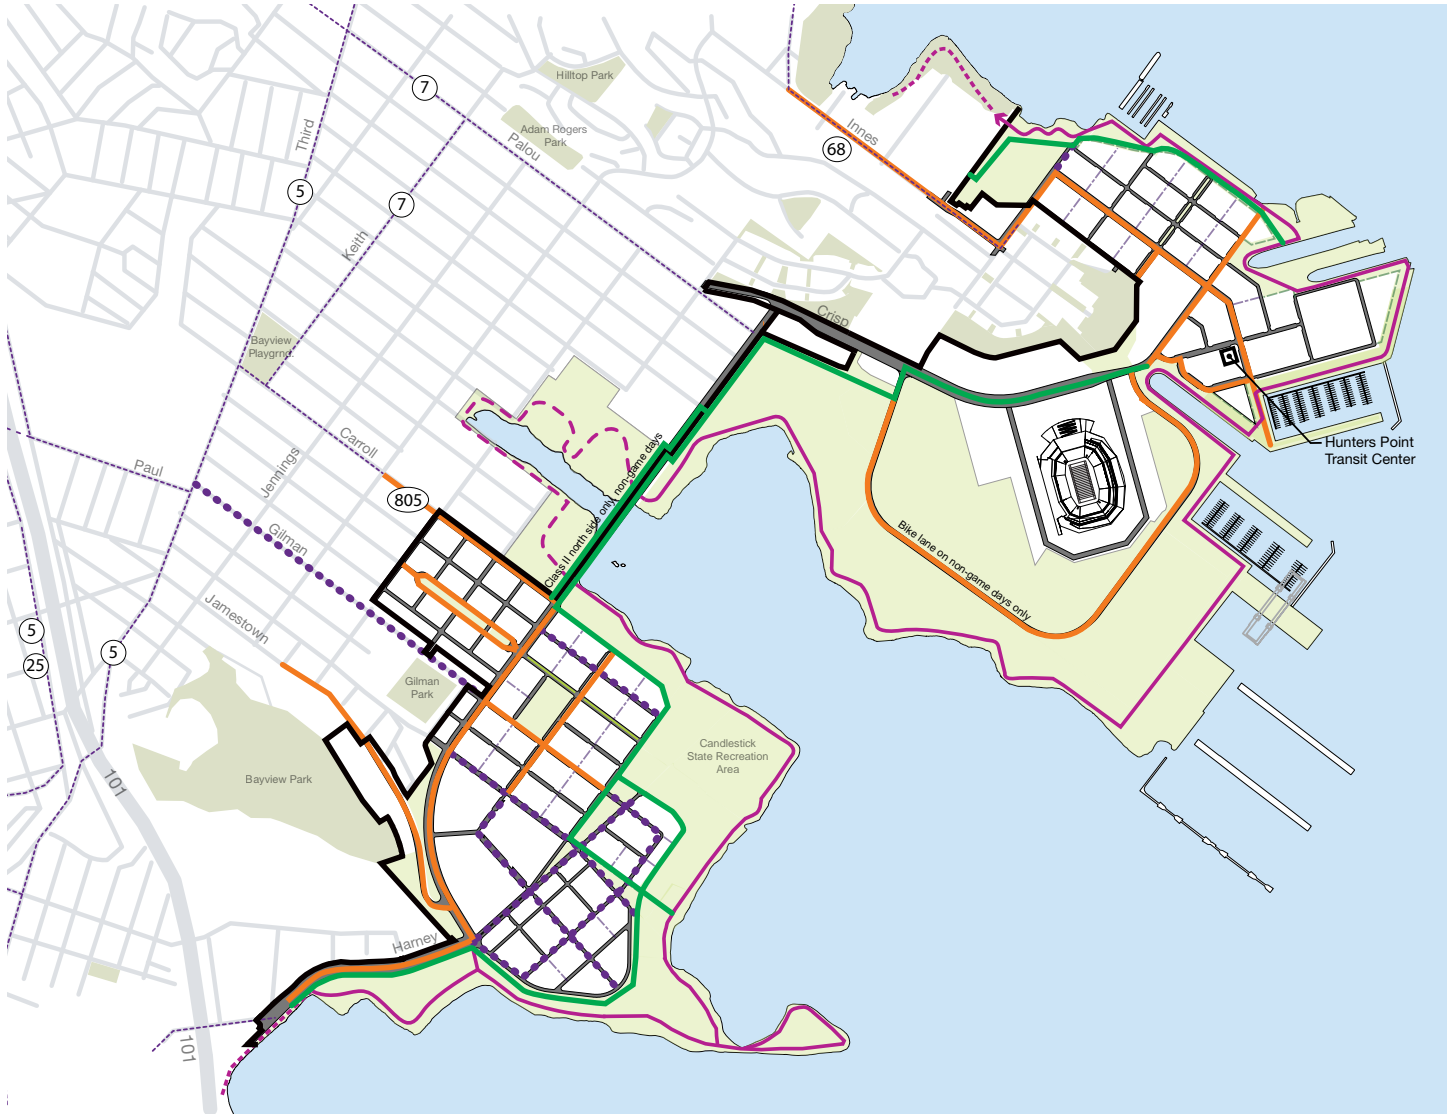 Hilltop Park
7
Adam Rogers
Park
Palou
Third
Innes
68
5
7
Keith
Crisp
Bayview
Playgrnd.
Hunters Point
Transit Center
Carroll
Paul
Jennings
805
Gilman
Class II north side only, non-game days
Bike lane on non-game days only
Jamestown
5
25
5
Gilman
Park
Candlestick
State Recreation
Area
Bayview Park
101
Harney
101